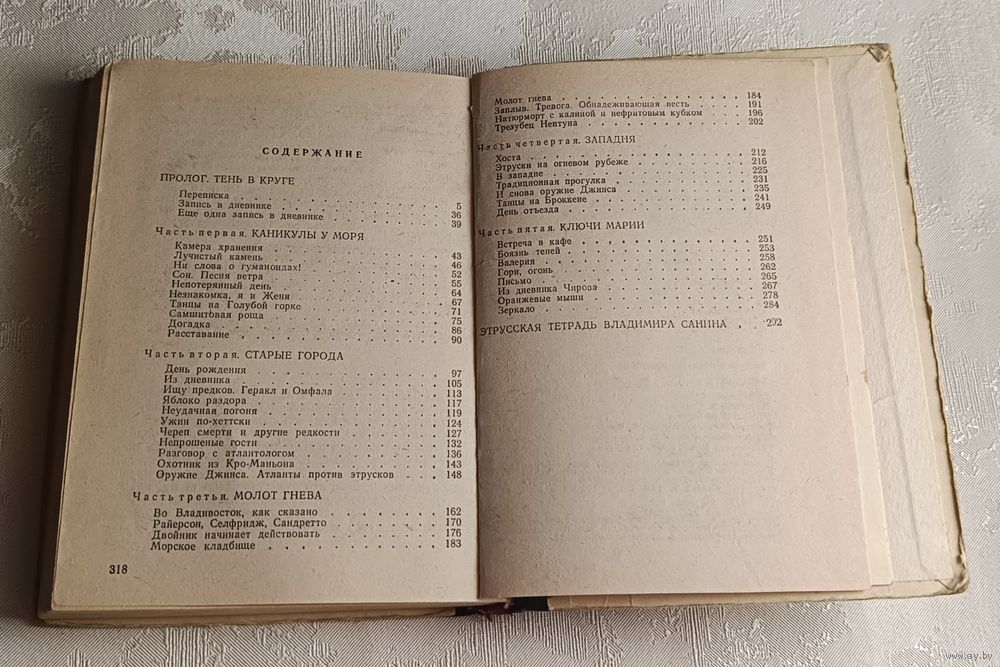 СОДЕРЖАНИЕ
ПРОЛОГ. ТЕНЬ В КРУГЕ
Переписка . . . . . . . . . . 5
Запись в дневнике . . . . . . . . . . 36
Еще одна запись в дневнике . . . . . . . . . . 39
Часть первая. КАНИКУЛЫ У МОРЯ
Камера хранения . . . . . . . . . . 43
Лучистый камень . . . . . . . . . . 46
Ни слова о гуманоидах! . . . . . . . . . . 52
Сон. Песня ветра . . . . . . . . . . 55
Непотерянный день . . . . . . . . . . 64
Незнакомка, я и Женя . . . . . . . . . . 67
Танцы на Голубой горке . . . . . . . . . . 71
Самшитовая роща . . . . . . . . . . 75
Догадка . . . . . . . . . . 86
Расставание . . . . . . . . . . 90
Часть вторая. СТАРЫЕ ГОРОДА
День рождения . . . . . . . . . . 97
Из дневника . . . . . . . . . . 105
Ищу предков. Геракл и Омфала . . . . . . . . . . 113
Яблоко раздора . . . . . . . . . . 117
Неудачная погоня . . . . . . . . . . 119
Ужин по-хеттски . . . . . . . . . . 124
Череп смерти и другие редкости . . . . . . . . . . 127
Непрошеные гости . . . . . . . . . . 132
Разговор с атлантологом . . . . . . . . . . 136
Охотник из Кро-Маньона . . . . . . . . . . 143
Оружие Джинса. Атланты против этрусков . . . 148
Часть третья. МОЛОТ ГНЕВА
Во Владивосток, как сказано . . . . . . . . . . 162
Райерсон, Селфридж, Сандретто . . . . . . . . . . 170
Двойник начинает действовать . . . . . . . . . . 176
Морское кладбище . . . . . . . . . . 183
318
Молот гнева . . . . . . . . . . 184
Заплыв. Тревога. Обнадеживающая весть . . . . 191
Натюрморт с калиной и нефритовым кубком . . . 196
Трезубец Нептуна . . . . . . . . . . 202
Часть четвертая. ЗАПАДНЯ
Хоста . . . . . . . . . . 212
Этруски на огневом рубеже . . . . . . . . . . 216
В западне . . . . . . . . . . 225
Традиционная прогулка . . . . . . . . . . 231
И снова оружие Джинса . . . . . . . . . . 235
Танцы на Броккене . . . . . . . . . . 241
День отъезда . . . . . . . . . . 249
Часть пятая. КЛЮЧИ МАРИИ
Встреча в кафе . . . . . . . . . . 251
Боязнь теней . . . . . . . . . . 253
Валерия . . . . . . . . . . 258
Гори, огонь . . . . . . . . . . 262
Письмо . . . . . . . . . . 265
Из дневника Чирова . . . . . . . . . . 267
Оранжевые мыши . . . . . . . . . . 278
Зеркало . . . . . . . . . . 284
ЭТРУССКАЯ ТЕТРАДЬ ВЛАДИМИРА САНИНА . . 292
www.ay.by